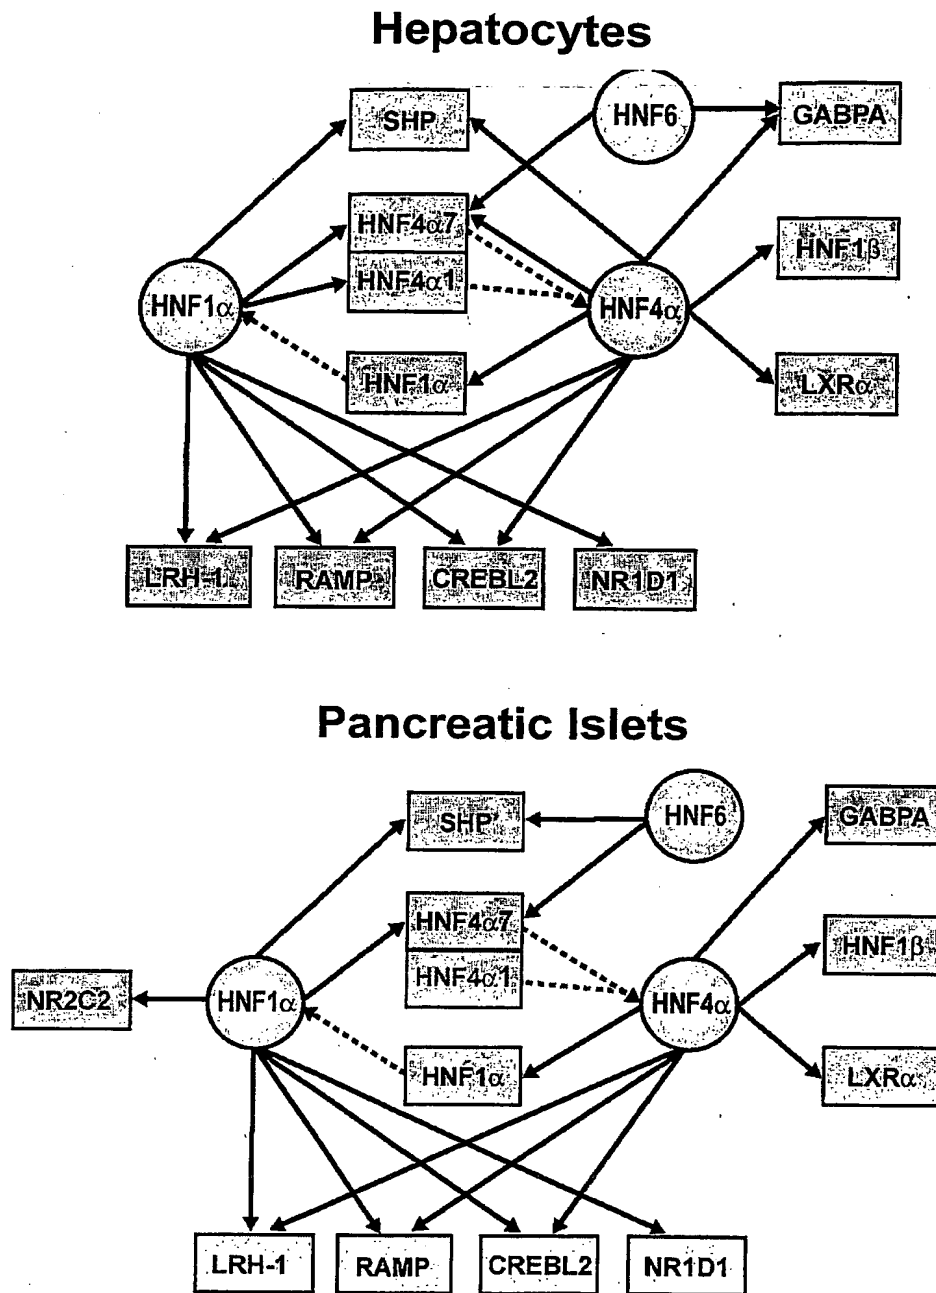 Hepatocytes
SHP
HNF6
GABPA
HNF4α7
HNF1β
HNF4α1
HNF1α
HNF4α
HNF1α
LXRα
LRH-1
RAMP
CREBL2
NR1D1
Pancreatic Islets
SHP
HNF6
GABPA
HNF4α7
HNF1β
HNF4α1
NR2C2
HNF1α
HNF4α
HNF1α
LXRα
LRH-1
RAMP
CREBL2
NR1D1